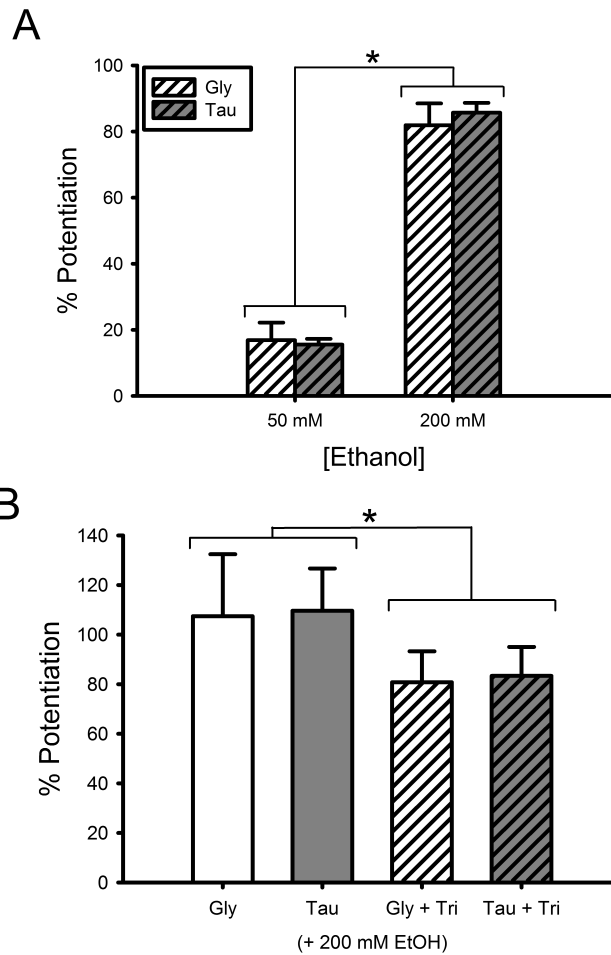 A
*
100
Gly
Tau
80
60
40
20
0
% Potentiation
50 mM 200 mM
[Ethanol]
B
*
140
120
100
80
60
40
20
0
% Potentiation
Gly Tau Gly + Tri Tau + Tri
(+ 200 mM EtOH)